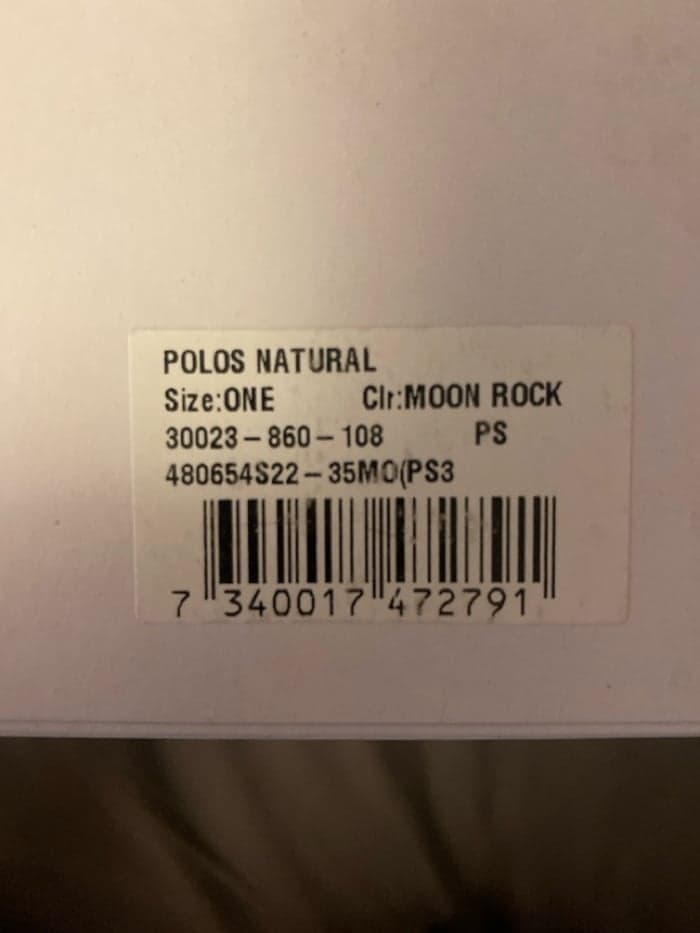 POLOS NATURAL
Size:ONE Clr:MOON ROCK
30023-860-108 PS
480654S22-35MO(PS3
7 340017 472791